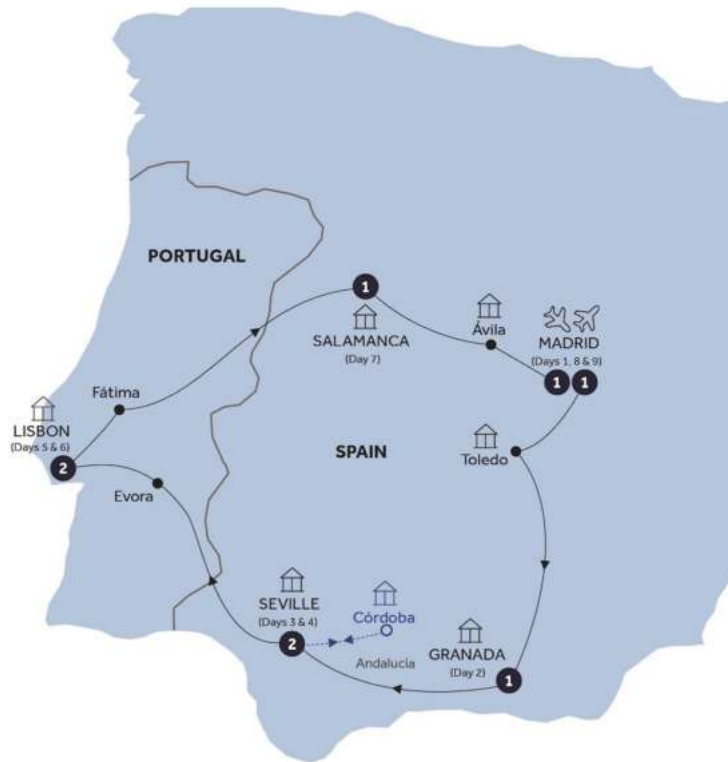 PORTUGAL
1
SALAMANCA
(Day 7)
Ávila
MADRID
(Days 1, 8 & 9)
1
1
Fátima
LISBON
(Days 5 & 6)
2
Evora
SPAIN
Toledo
SEVILLE
(Days 3 & 4)
2
Córdoba
Andalucía
GRANADA
(Day 2)
1